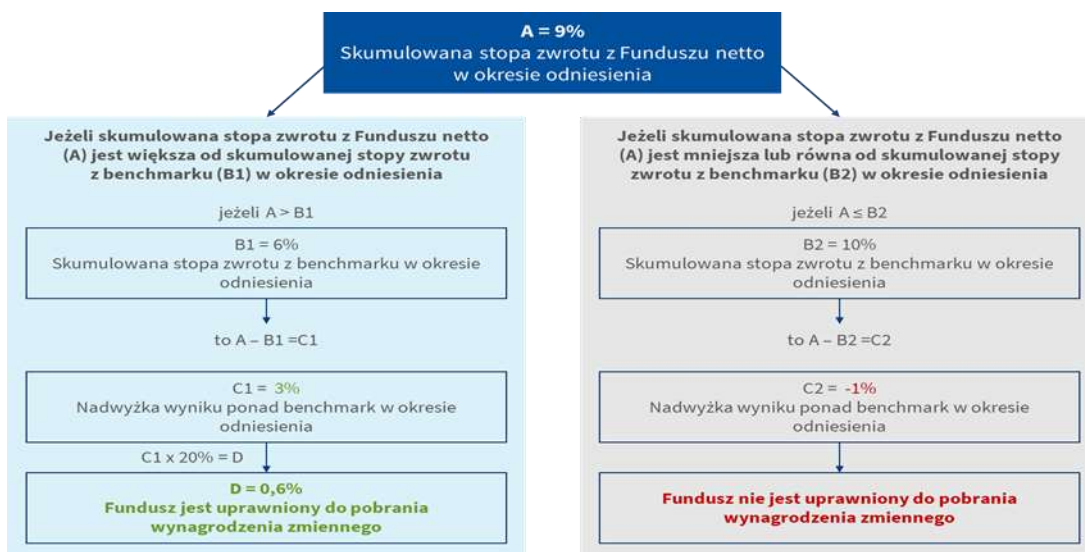 A = 9%
Skumulowana stopa zwrotu z Funduszu netto
w okresie odniesienia
Jeżeli skumulowana stopa zwrotu z Funduszu netto
(A) jest większa od skumulowanej stopy zwrotu
z benchmarku (B1) w okresie odniesienia
jeżeli A > B1
B1 = 6%
Skumulowana stopa zwrotu z benchmarku w okresie
odniesienia
to A – B1 =C1
C1 = 3%
Nadwyżka wyniku ponad benchmark w okresie
odniesienia
C1 x 20% = D
D = 0,6%
Fundusz jest uprawniony do pobrania
wynagrodzenia zmiennego
Jeżeli skumulowana stopa zwrotu z Funduszu netto
(A) jest mniejsza lub równa od skumulowanej stopy
zwrotu z benchmarku (B2) w okresie odniesienia
jeżeli A ≤ B2
B2 = 10%
Skumulowana stopa zwrotu z benchmarku w okresie
odniesienia
to A – B2 =C2
C2 = -1%
Nadwyżka wyniku ponad benchmark w okresie
odniesienia
Fundusz nie jest uprawniony do pobrania
wynagrodzenia zmiennego